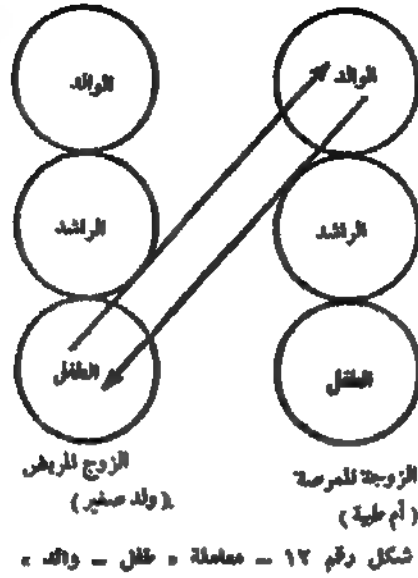 الوالد الوالد
الراشد الراشد
الطفل الطفل
الزوجة الممرضة الزوج المريض
( أم طيبة ) ( ولد صغير )
شكل رقم ١٢ – معاملة « طفل – والد »